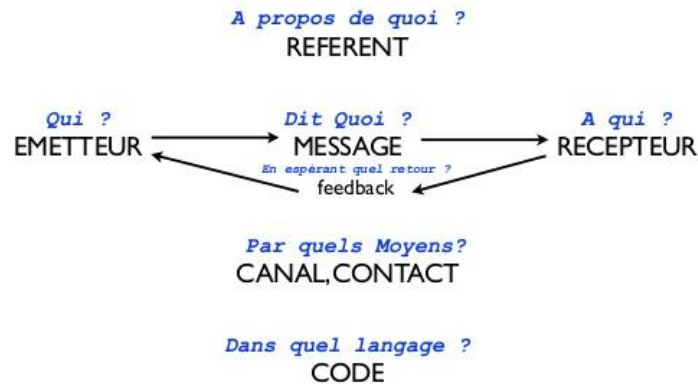 A propos de quoi ?
REFERENT
Qui ?
Dit Quoi ?
A qui ?
EMETTEUR
MESSAGE
RECEPTEUR
En espérant quel retour ?
feedback
Par quels Moyens?
CANAL,CONTACT
Dans quel langage ?
CODE